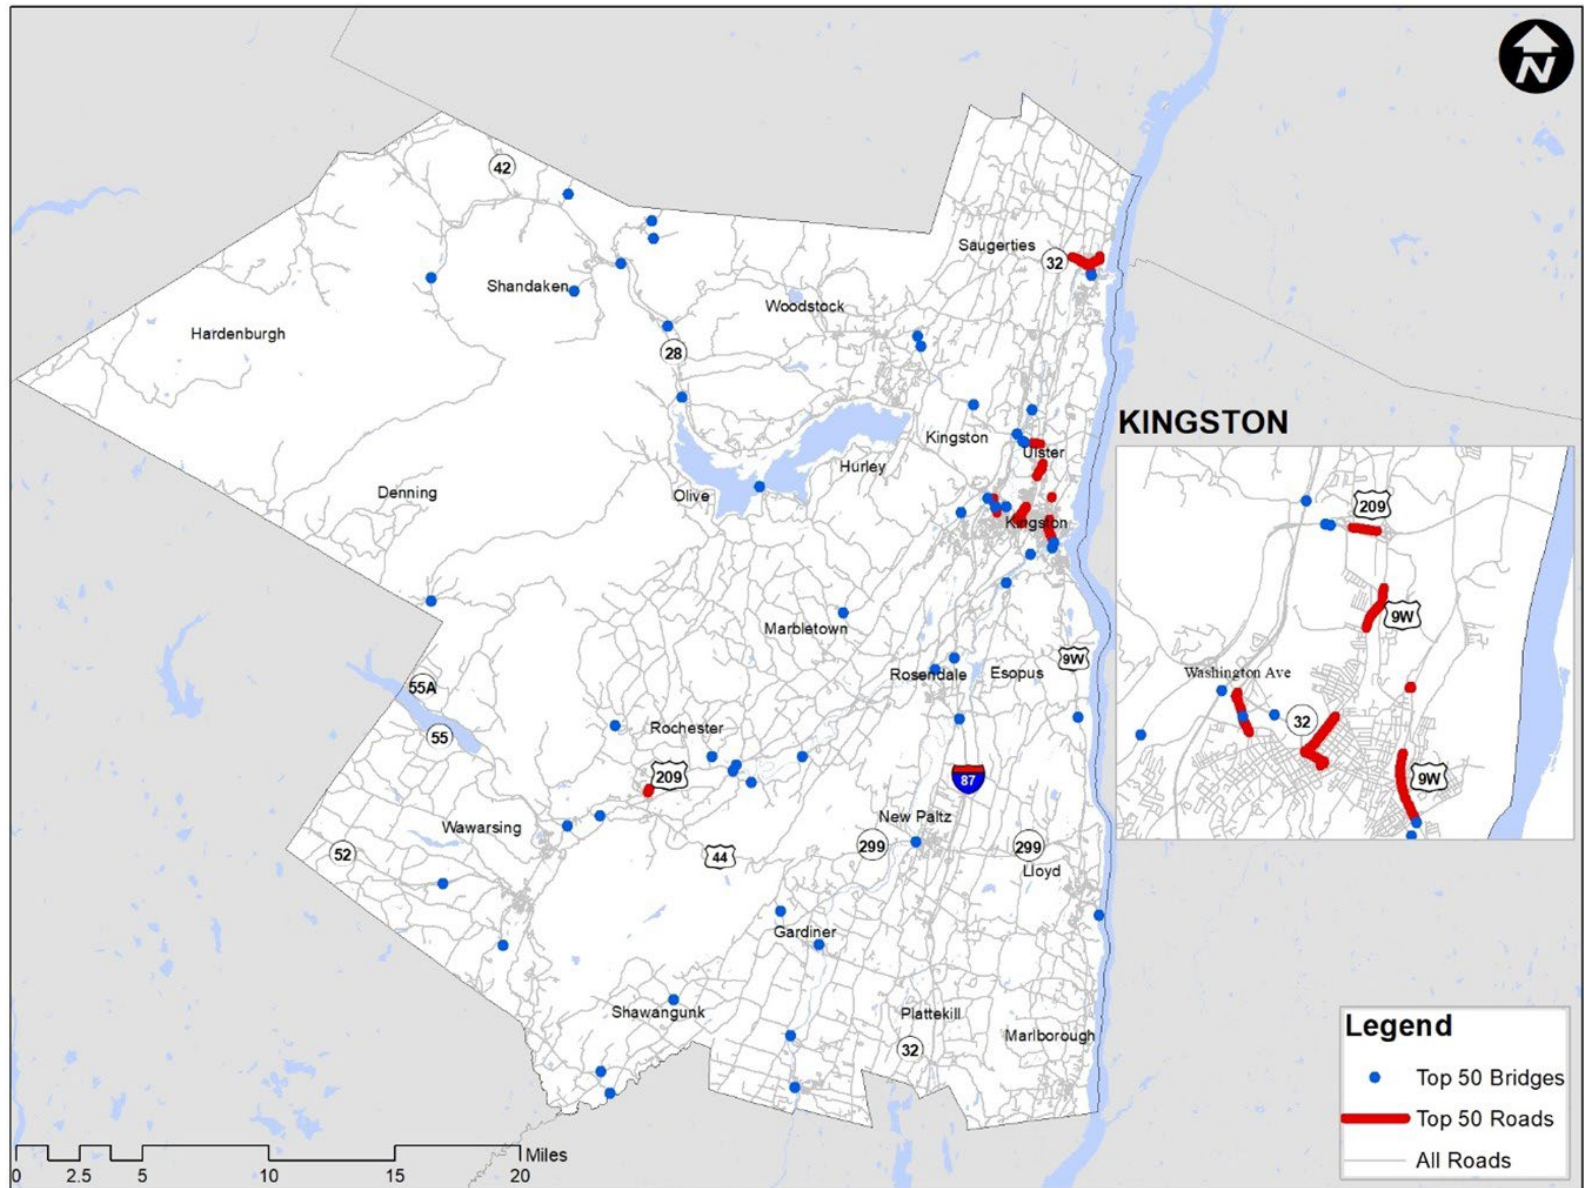 N
42
Saugerties
32
Shandaken
Woodstock
Hardenburgh
28
KINGSTON
Kingston
Ulster
Hurley
Denning
Olive
Kingston
209
9W
Washington Ave
32
9W
Marbletown
9W
Rosendale
Esopus
55A
55
Rochester
209
87
New Paltz
Wawarsing
299
299
52
44
Lloyd
Gardiner
Shawangunk
Plattekill
Marlborough
32
Legend
Top 50 Bridges
Top 50 Roads
All Roads
Miles
0 2.5 5 10 15 20